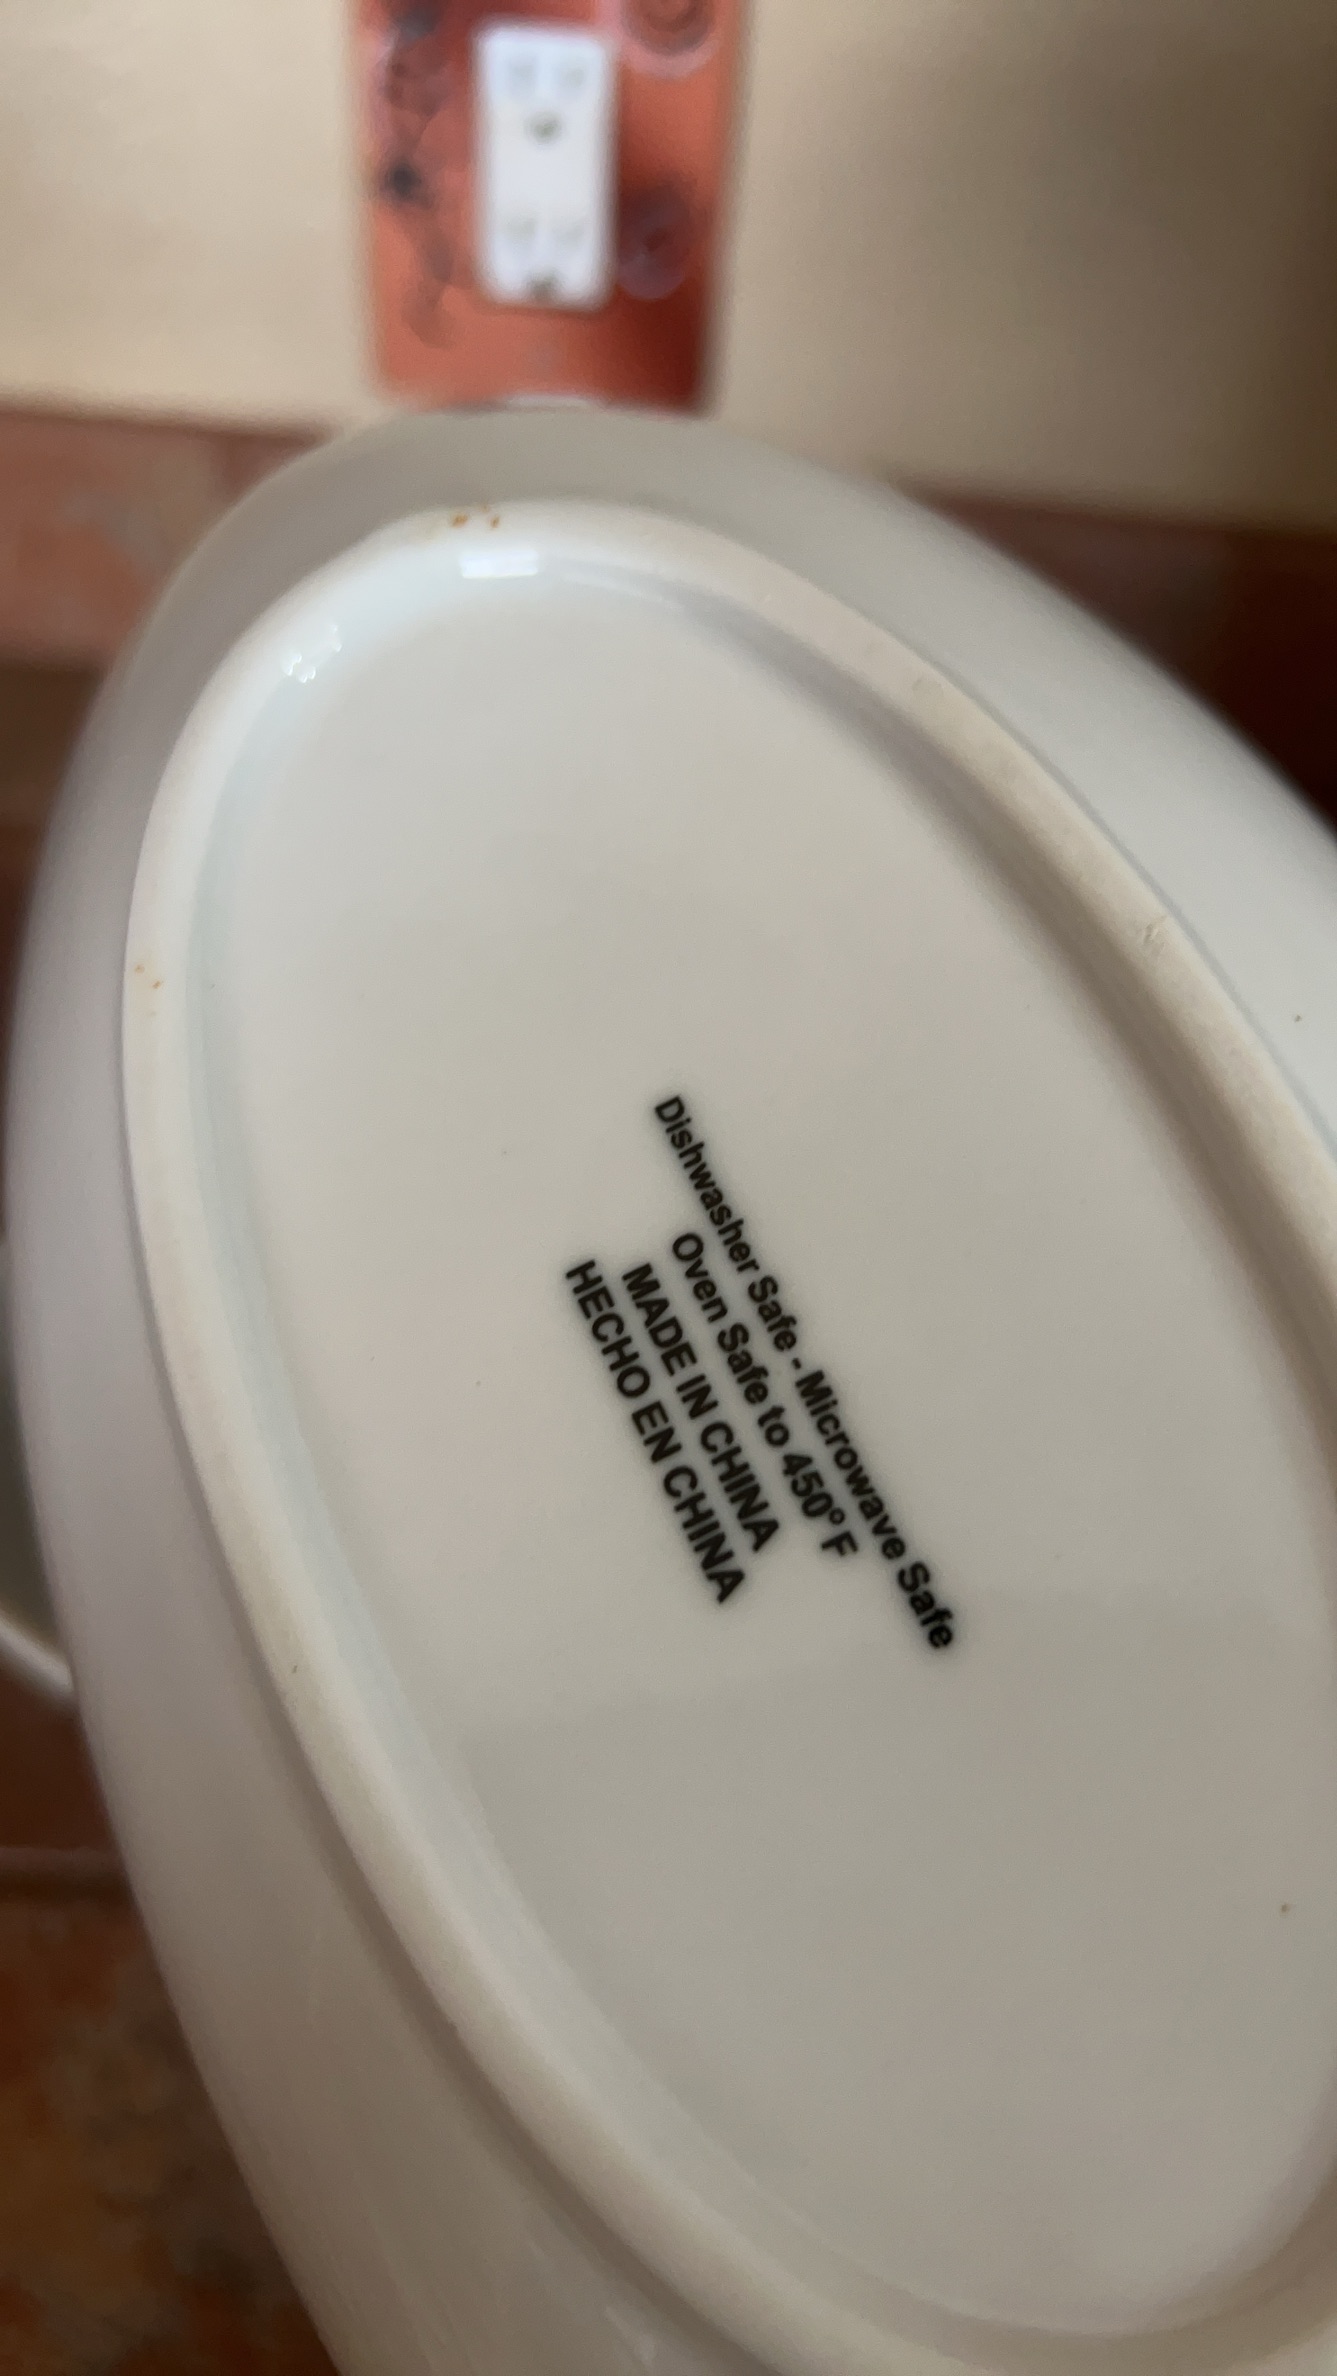 Dishwasher Safe - Microwave Safe
Oven Safe to 450° F
MADE IN CHINA
HECHO EN CHINA